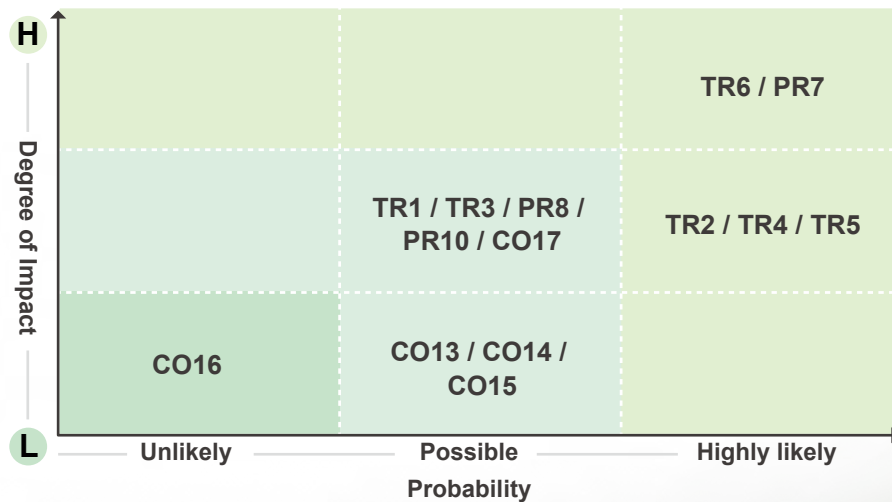 H
TR6 / PR7
Degree of Impact
TR1 / TR3 / PR8 /
PR10 / CO17
TR2 / TR4 / TR5
CO16
CO13 / CO14 /
CO15
L
Unlikely
Possible
Highly likely
Probability